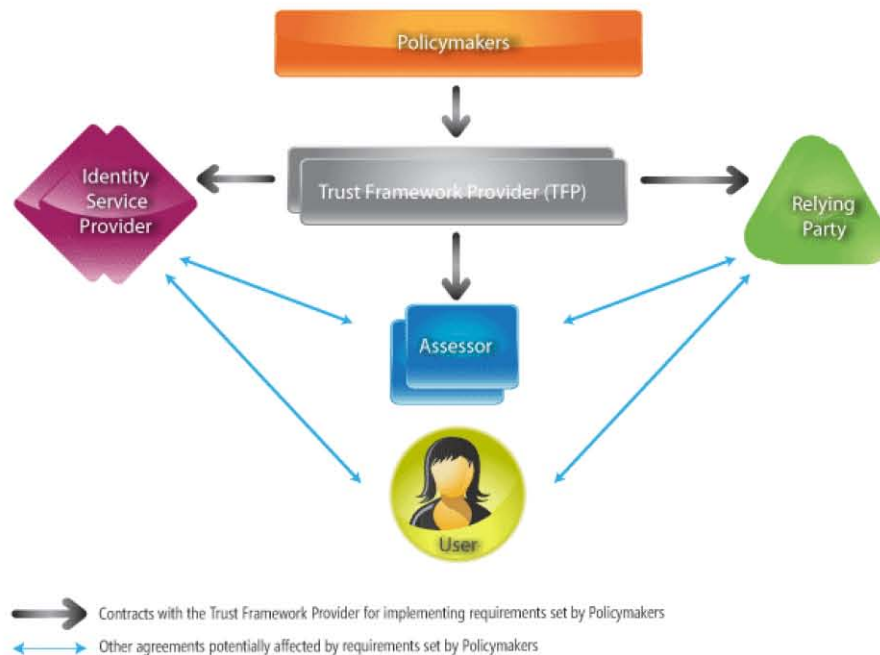 Policymakers
Trust Framework Provider (TFP)
Identity
Service
Provider
Relying
Party
Assessor
User
Contracts with the Trust Framework Provider for implementing requirements set by Policymakers
Other agreements potentially affected by requirements set by Policymakers